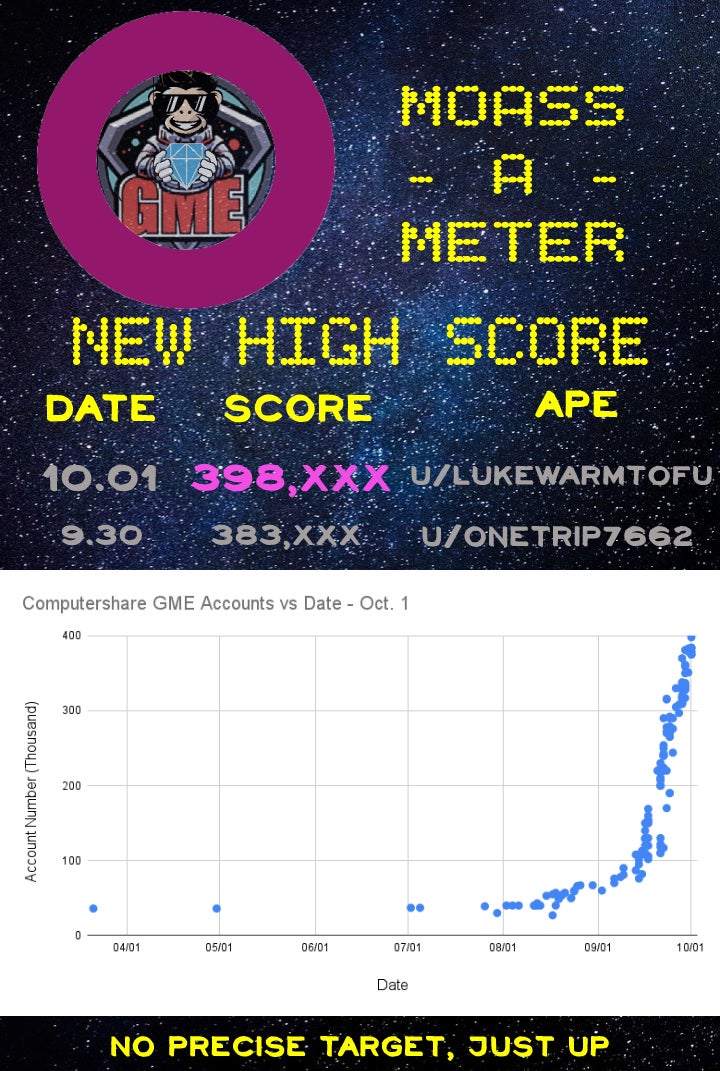 GME
MOASS
- A -
METER
NEW HIGH SCORE
DATE SCORE APE
10.01 398,XXX U/LUKEWARMTOFU
9.30 383,XXX U/ONETRIP7662
Computershare GME Accounts vs Date - Oct. 1
400
300
200
100
0
Account Number (Thousand)
04/01 05/01 06/01 07/01 08/01 09/01 10/01
Date
NO PRECISE TARGET, JUST UP